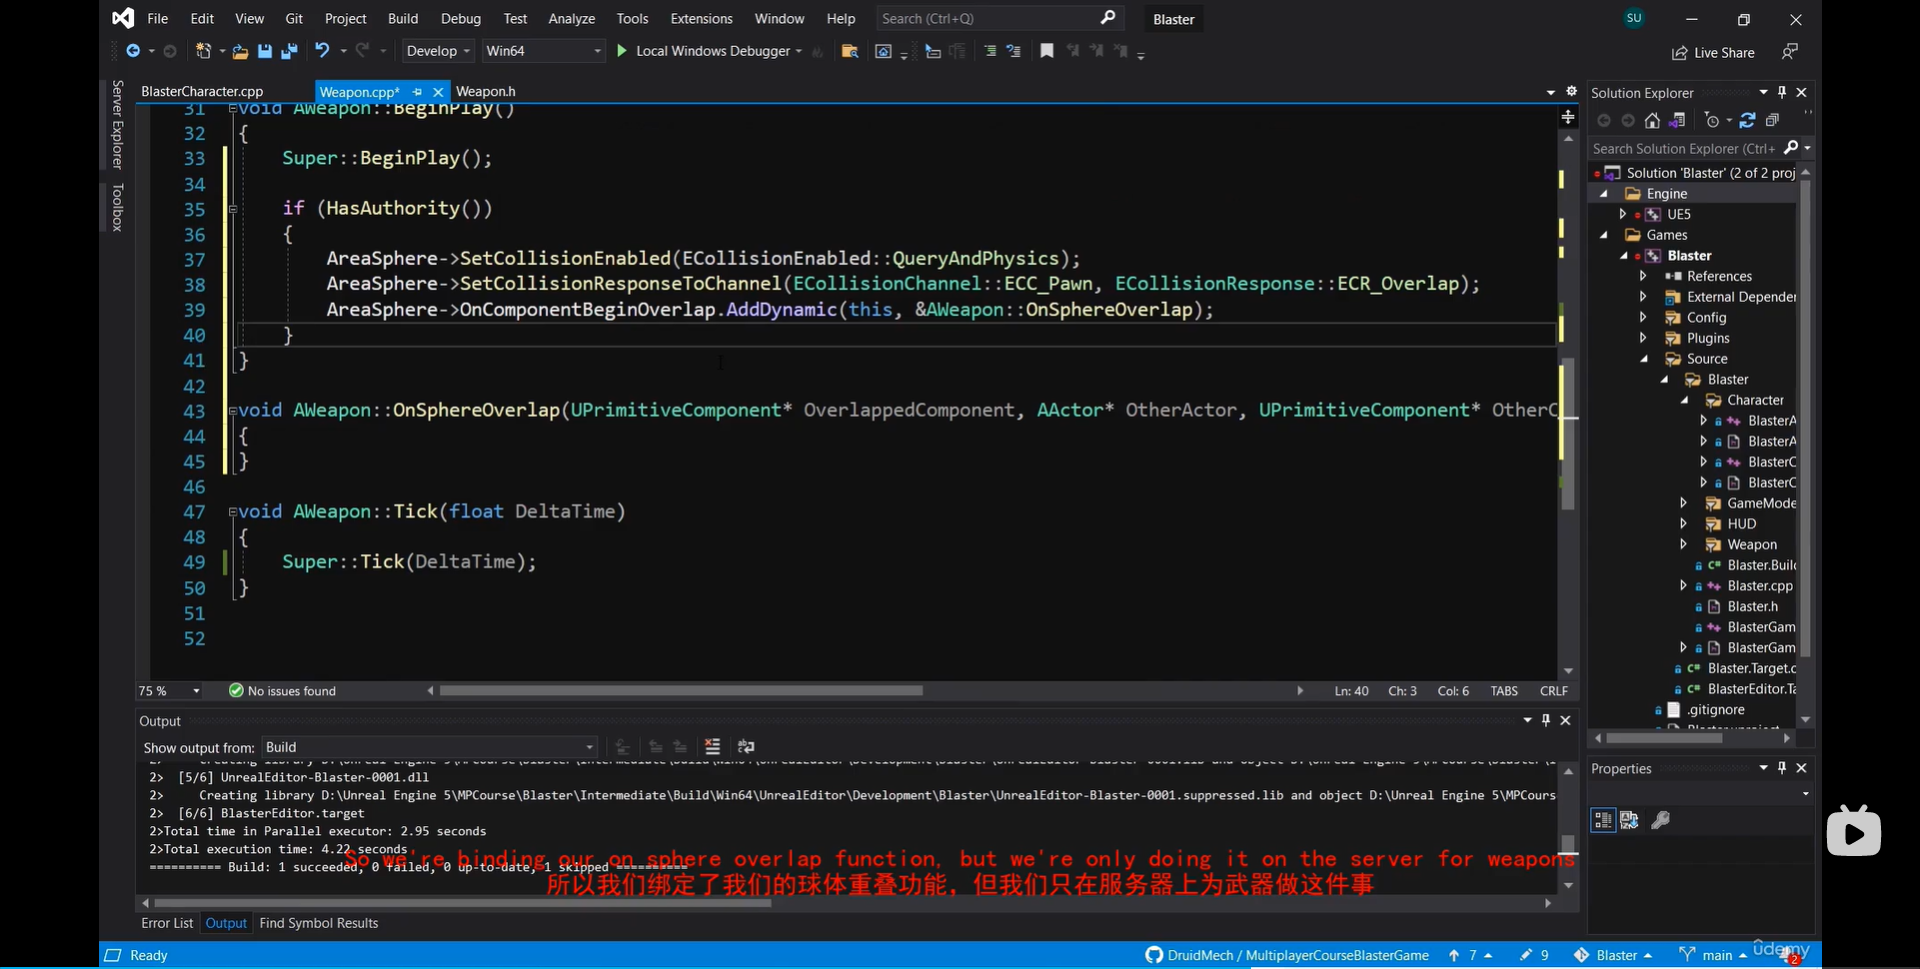 File Edit View Git Project Build Debug Test Analyze Tools Extensions Window Help Search (Ctrl+Q) Blaster SU
Develop Win64 Local Windows Debugger Live Share
Server Explorer
Toolbox
BlasterCharacter.cpp Weapon.cpp* Weapon.h
31 void AWeapon::BeginPlay()
32 {
33 Super::BeginPlay();
34
35 if (HasAuthority())
36 {
37 AreaSphere->SetCollisionEnabled(ECollisionEnabled::QueryAndPhysics);
38 AreaSphere->SetCollisionResponseToChannel(ECollisionChannel::ECC_Pawn, ECollisionResponse::ECR_Overlap);
39 AreaSphere->OnComponentBeginOverlap.AddDynamic(this, &AWeapon::OnSphereOverlap);
40 }
41 }
42
43 void AWeapon::OnSphereOverlap(UPrimitiveComponent* OverlappedComponent, AActor* OtherActor, UPrimitiveComponent* OtherC
44 {
45 }
46
47 void AWeapon::Tick(float DeltaTime)
48 {
49 Super::Tick(DeltaTime);
50 }
51
52
75 % No issues found Ln: 40 Ch: 3 Col: 6 TABS CRLF
Output
Show output from: Build
2> [5/6] UnrealEditor-Blaster-0001.dll
2> Creating library D:\Unreal Engine 5\MPCourse\Blaster\Intermediate\Build\Win64\UnrealEditor\Development\Blaster\UnrealEditor-Blaster-0001.suppressed.lib and object D:\Unreal Engine 5\MPCourse
2> [6/6] BlasterEditor.target
2>Total time in Parallel executor: 2.95 seconds
2>Total execution time: 4.22 seconds
========== Build: 1 succeeded, 0 failed, 0 up-to-date, 1 skipped ==========
So we're binding our on sphere overlap function, but we're only doing it on the server for weapons
所以我们绑定了我们的球体重叠功能，但我们只在服务器上为武器做这件事
Error List Output Find Symbol Results
Solution Explorer
Search Solution Explorer (Ctrl+
Solution 'Blaster' (2 of 2 proj
Engine
UE5
Games
Blaster
References
External Depender
Config
Plugins
Source
Blaster
Character
BlasterA
BlasterA
BlasterC
BlasterC
GameMode
HUD
Weapon
Blaster.Buil
Blaster.cpp
Blaster.h
BlasterGam
BlasterGam
Blaster.Target.c
BlasterEditor.Ta
.gitignore
Properties
Ready DruidMech / MultiplayerCourseBlasterGame 7 9 Blaster main 2
udemy